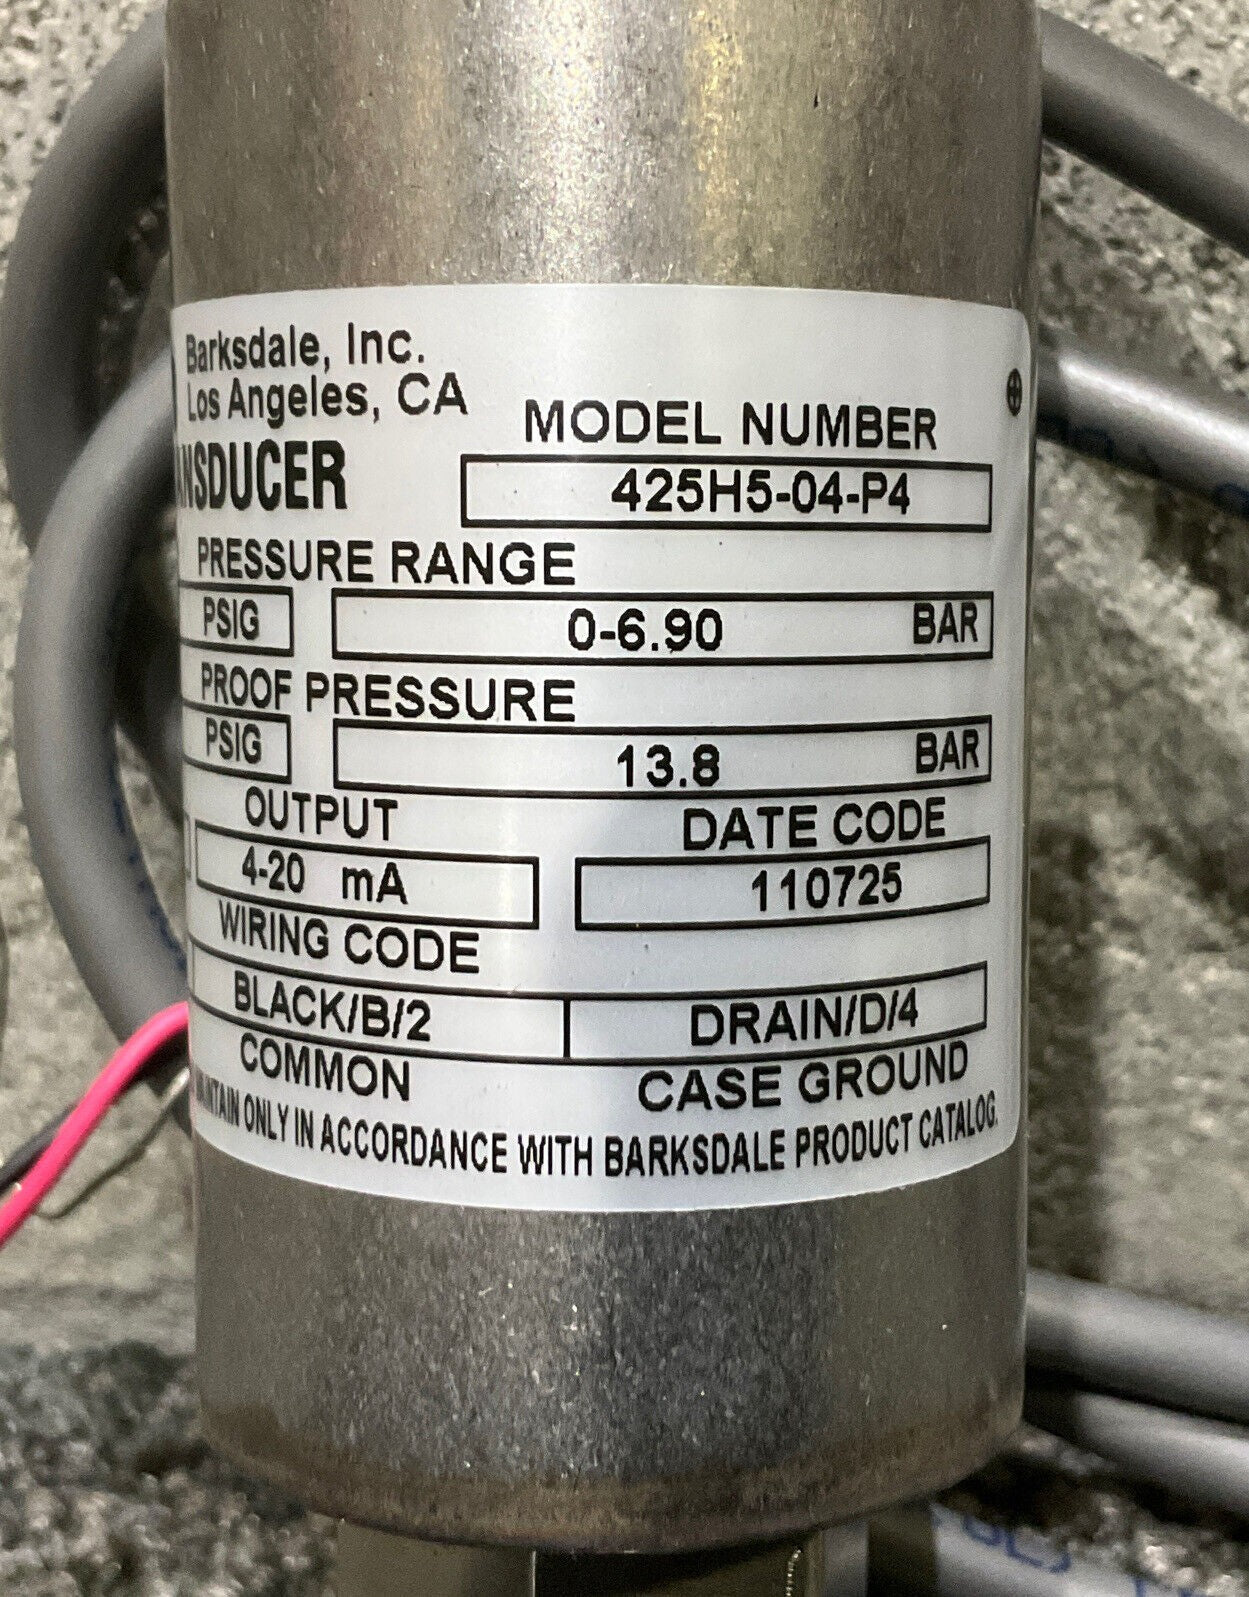 Barksdale, Inc.
Los Angeles, CA
MODEL NUMBER
425H5-04-P4
PRESSURE RANGE
PSIG 0-6.90 BAR
PROOF PRESSURE
PSIG 13.8 BAR
OUTPUT DATE CODE
4-20 mA 110725
WIRING CODE
BLACK/B/2 DRAIN/D/4
COMMON CASE GROUND
ONLY IN ACCORDANCE WITH BARKSDALE PRODUCT CATALOG.